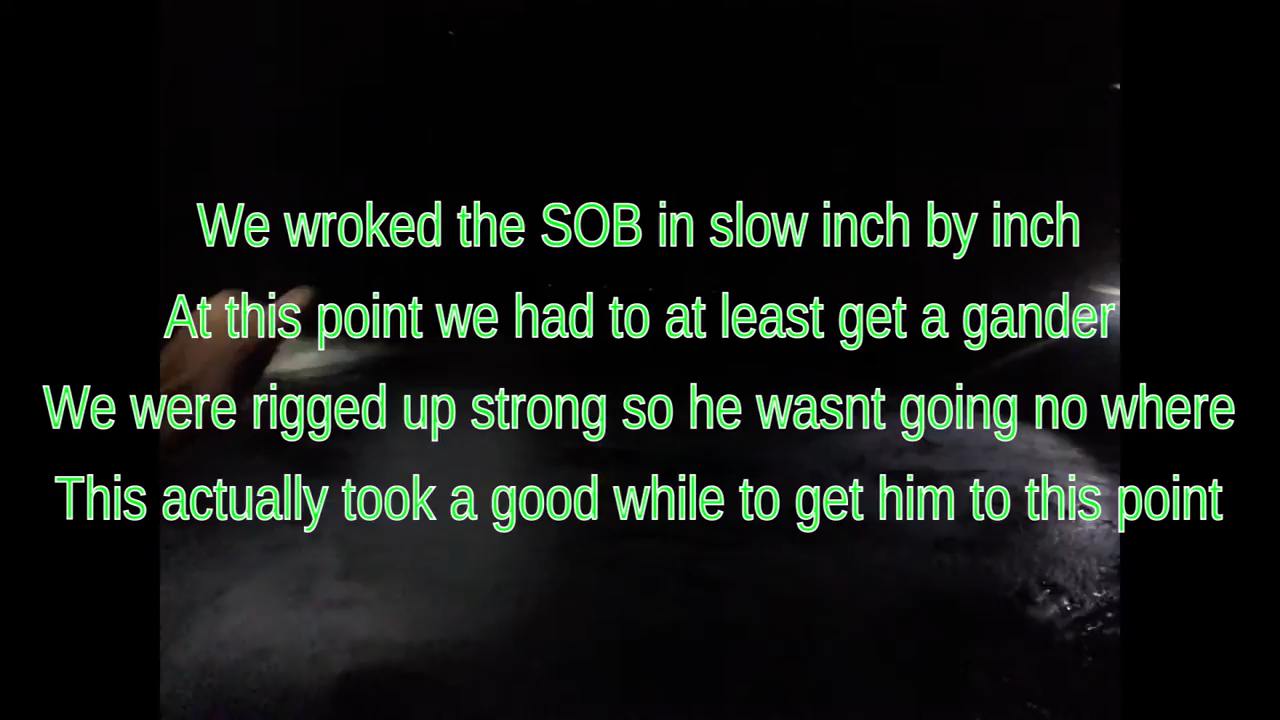 We wroked the SOB in slow inch by inch
At this point we had to at least get a gander
We were rigged up strong so he wasnt going no where
This actually took a good while to get him to this point